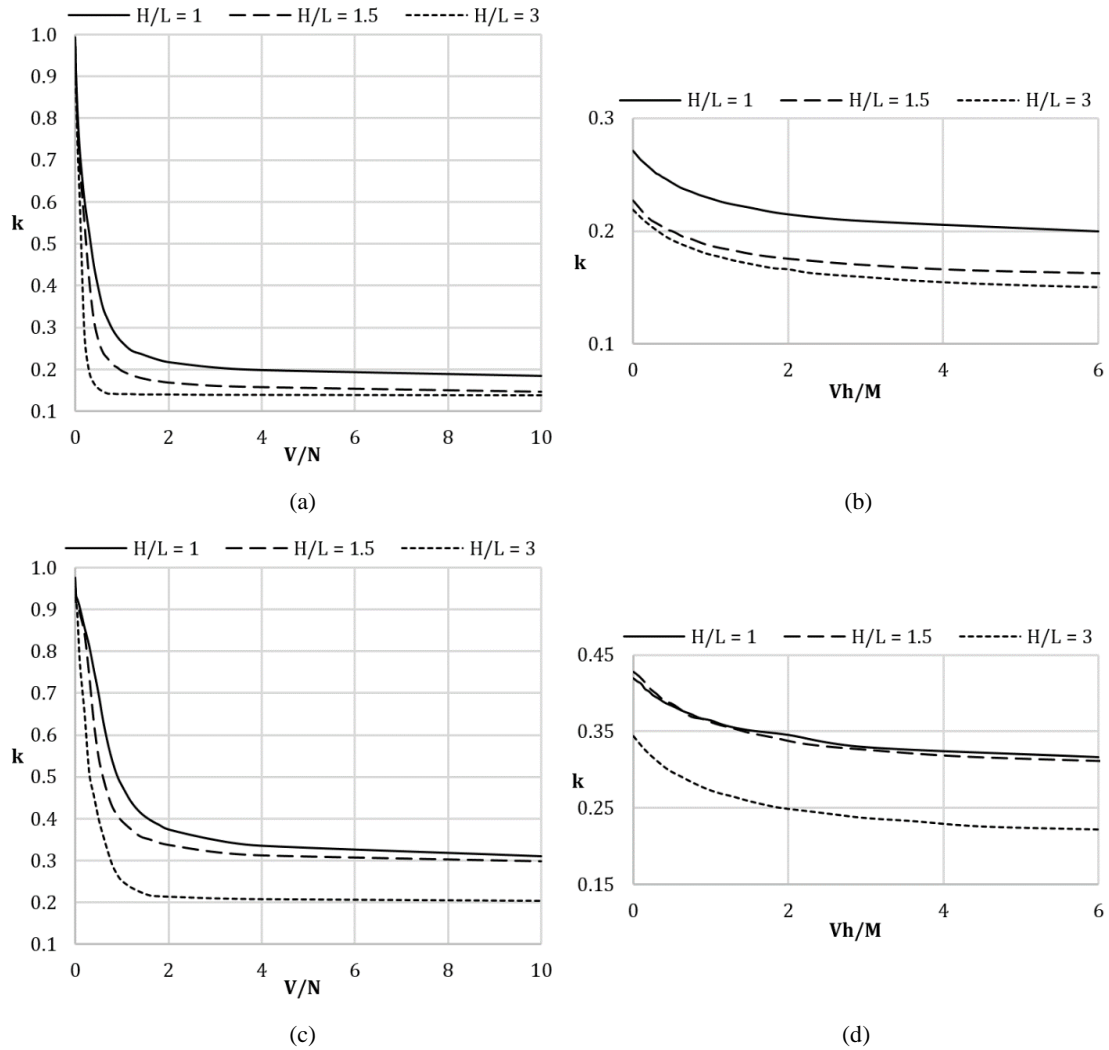 H/L = 1 H/L = 1.5 H/L = 3
1.0
0.9
0.8
0.7
0.6
k
0.5
0.4
0.3
0.2
0.1
0 2 4 6 8 10
V/N
(a)
H/L = 1 H/L = 1.5 H/L = 3
0.3
0.2
k
0.1
0 2 4 6
Vh/M
(b)
H/L = 1 H/L = 1.5 H/L = 3
1.0
0.9
0.8
0.7
0.6
k
0.5
0.4
0.3
0.2
0.1
0 2 4 6 8 10
V/N
(c)
H/L = 1 H/L = 1.5 H/L = 3
0.45
0.35
k
0.25
0.15
0 2 4 6
Vh/M
(d)